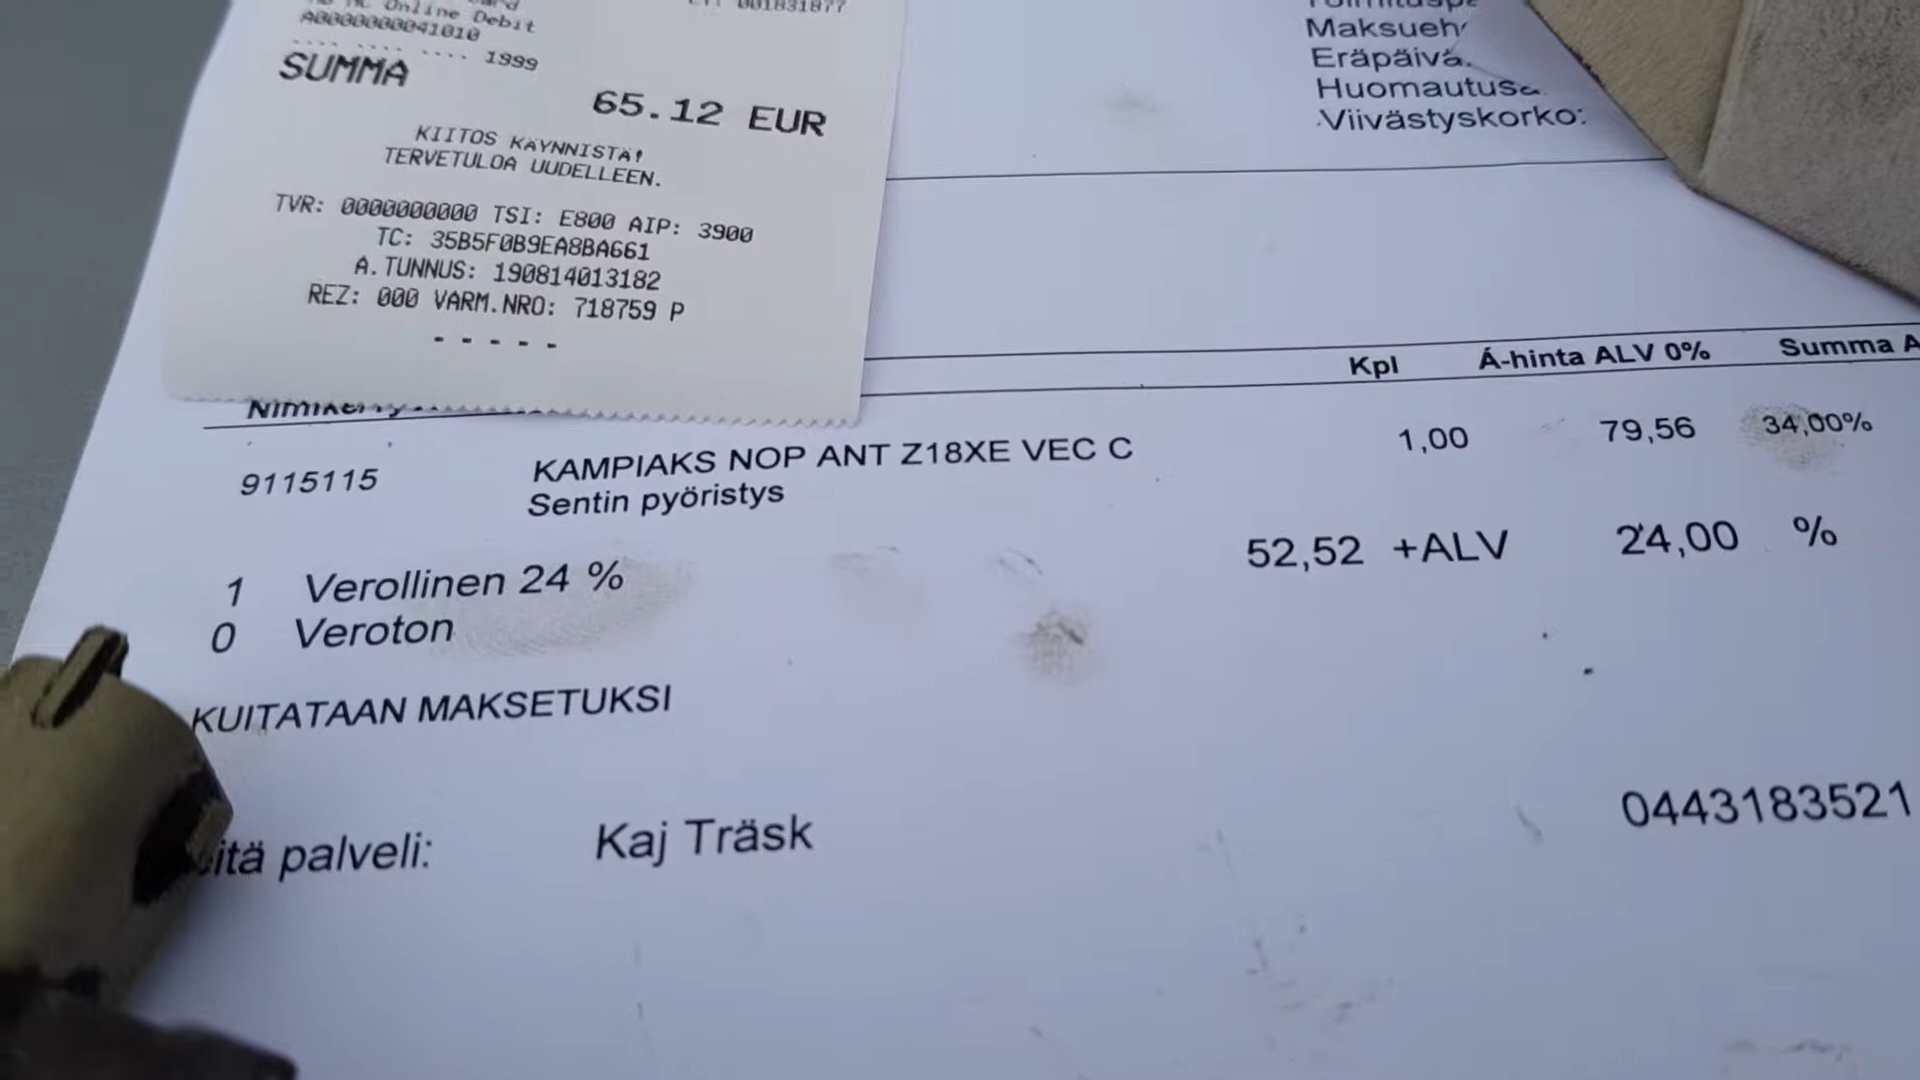 Online Debit
A0000000041010
.... .... .... 1999
SUMMA
65.12 EUR
KIITOS KÄYNNISTÄ!
TERVETULOA UUDELLEEN.
TVR: 0000000000 TSI: E800 AIP: 3900
TC: 35B5F0B9EA8BA661
A.TUNNUS: 190814013182
REZ: 000 VARM.NRO: 718759 P
- - - - -
Maksueh
Eräpäivä
Huomautusa
Viivästyskorko:
Kpl Á-hinta ALV 0% Summa A
9115115 KAMPIAKS NOP ANT Z18XE VEC C 1,00 79,56 34,00%
Sentin pyöristys
1 Verollinen 24 % 52,52 +ALV 24,00 %
0 Veroton
KUITATAAN MAKSETUKSI
itä palveli: Kaj Träsk 0443183521